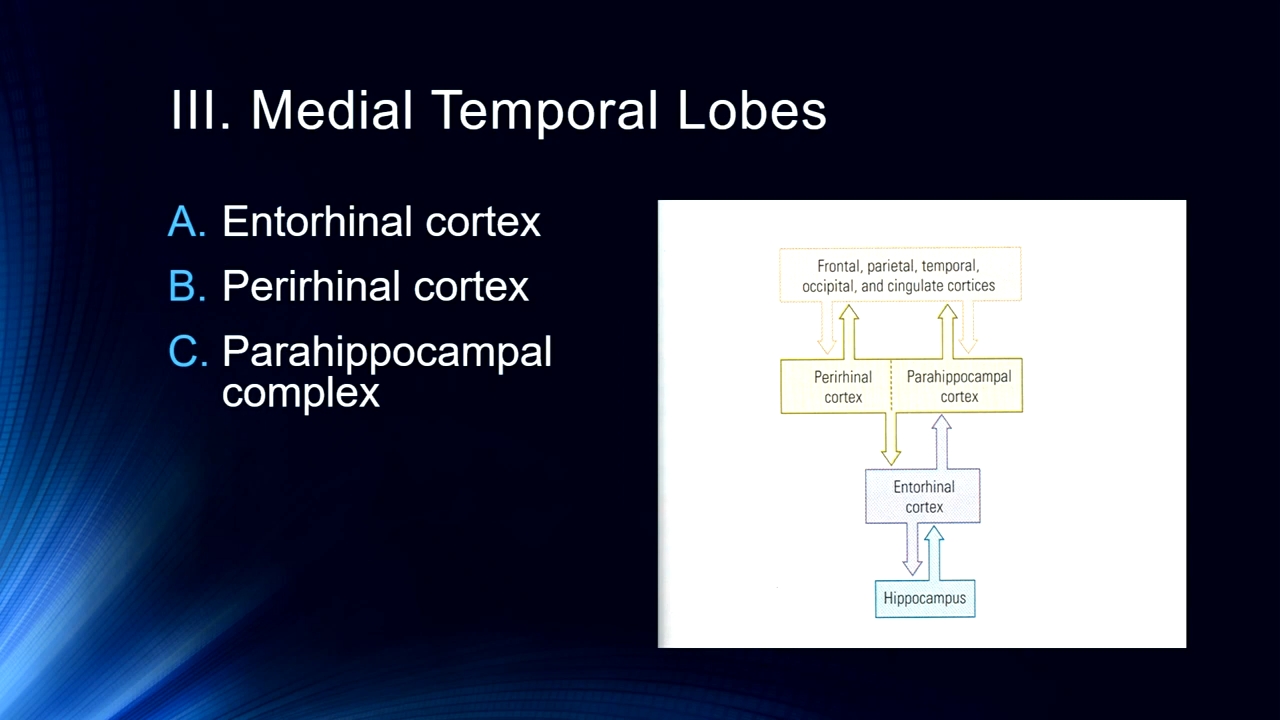 III. Medial Temporal Lobes
A. Entorhinal cortex
B. Perirhinal cortex
C. Parahippocampal
complex
Frontal, parietal, temporal,
occipital, and cingulate cortices
Perirhinal
cortex
Parahippocampal
cortex
Entorhinal
cortex
Hippocampus